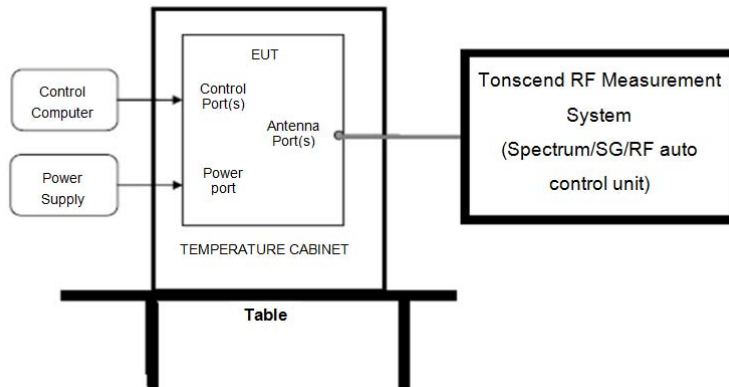 EUT
Control
Computer
Control
Port(s)
Antenna
Port(s)
Power
Supply
Power
port
TEMPERATURE CABINET
Table
Tonscend RF Measurement
System
(Spectrum/SG/RF auto
control unit)